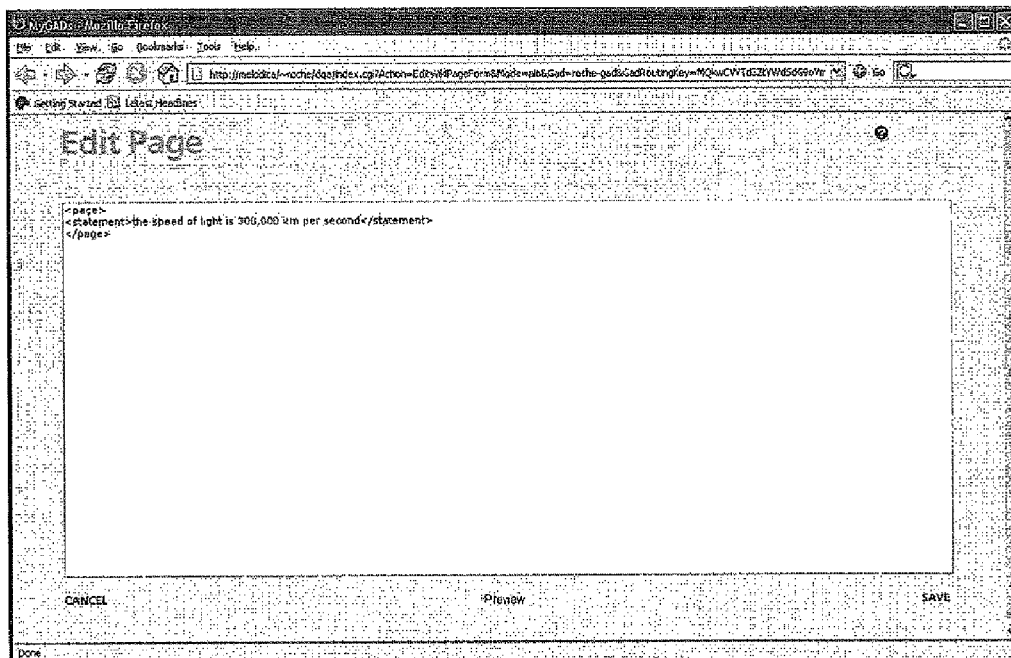 MyGADs - Mozilla Firefox
File Edit View Go Bookmarks Tools Help
Go
Getting Started Latest Headlines
Edit Page
<page>
<statement>the speed of light is 300,000 km per second</statement>
</page>
CANCEL Preview SAVE
Done